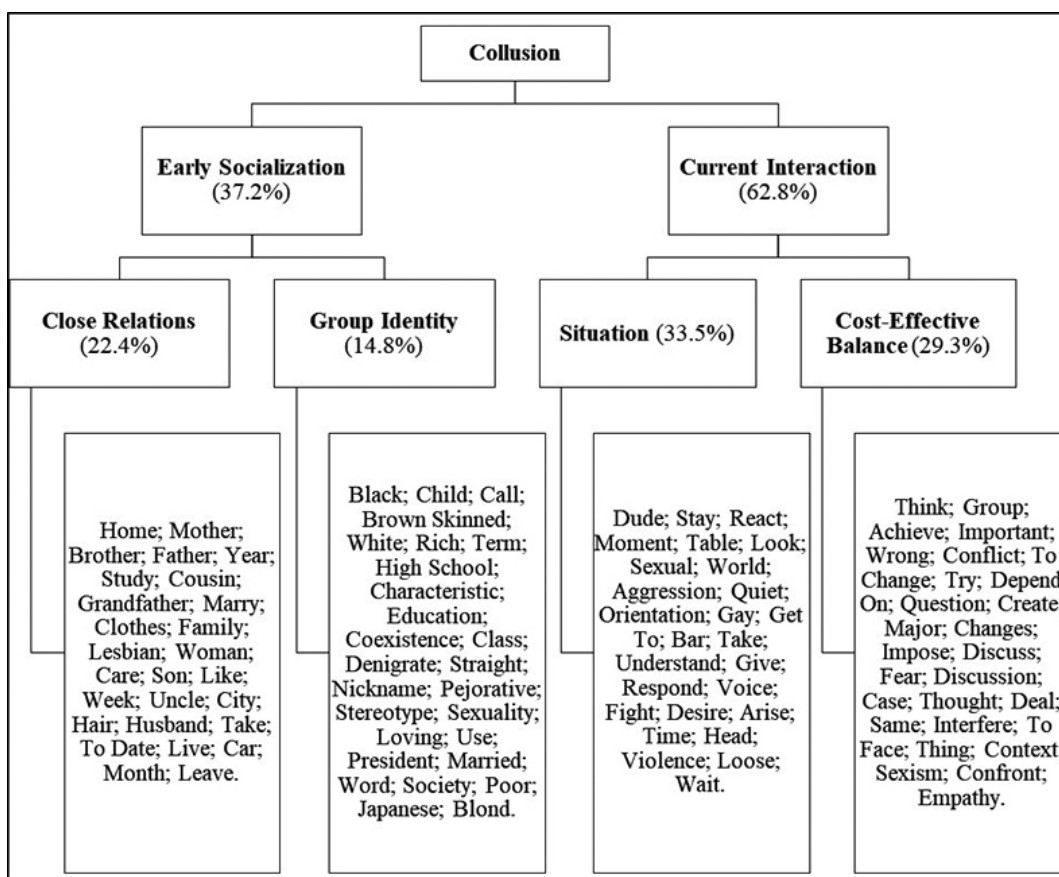 Collusion
Early Socialization
(37.2%)
Current Interaction
(62.8%)
Close Relations
(22.4%)
Group Identity
(14.8%)
Situation (33.5%)
Cost-Effective
Balance (29.3%)
Home; Mother;
Brother; Father; Year;
Study; Cousin;
Grandfather; Marry;
Clothes; Family;
Lesbian; Woman;
Care; Son; Like;
Week; Uncle; City;
Hair; Husband; Take;
To Date; Live; Car;
Month; Leave.
Black; Child; Call;
Brown Skinned;
White; Rich; Term;
High School;
Characteristic;
Education;
Coexistence; Class;
Denigrate; Straight;
Nickname; Pejorative;
Stereotype; Sexuality;
Loving; Use;
President; Married;
Word; Society; Poor;
Japanese; Blond.
Dude; Stay; React;
Moment; Table; Look;
Sexual; World;
Aggression; Quiet;
Orientation; Gay; Get
To; Bar; Take;
Understand; Give;
Respond; Voice;
Fight; Desire; Arise;
Time; Head;
Violence; Loose;
Wait.
Think; Group;
Achieve; Important;
Wrong; Conflict; To
Change; Try; Depend
On; Question; Create;
Major; Changes;
Impose; Discuss;
Fear; Discussion;
Case; Thought; Deal;
Same; Interfere; To
Face; Thing; Context;
Sexism; Confront;
Empathy.